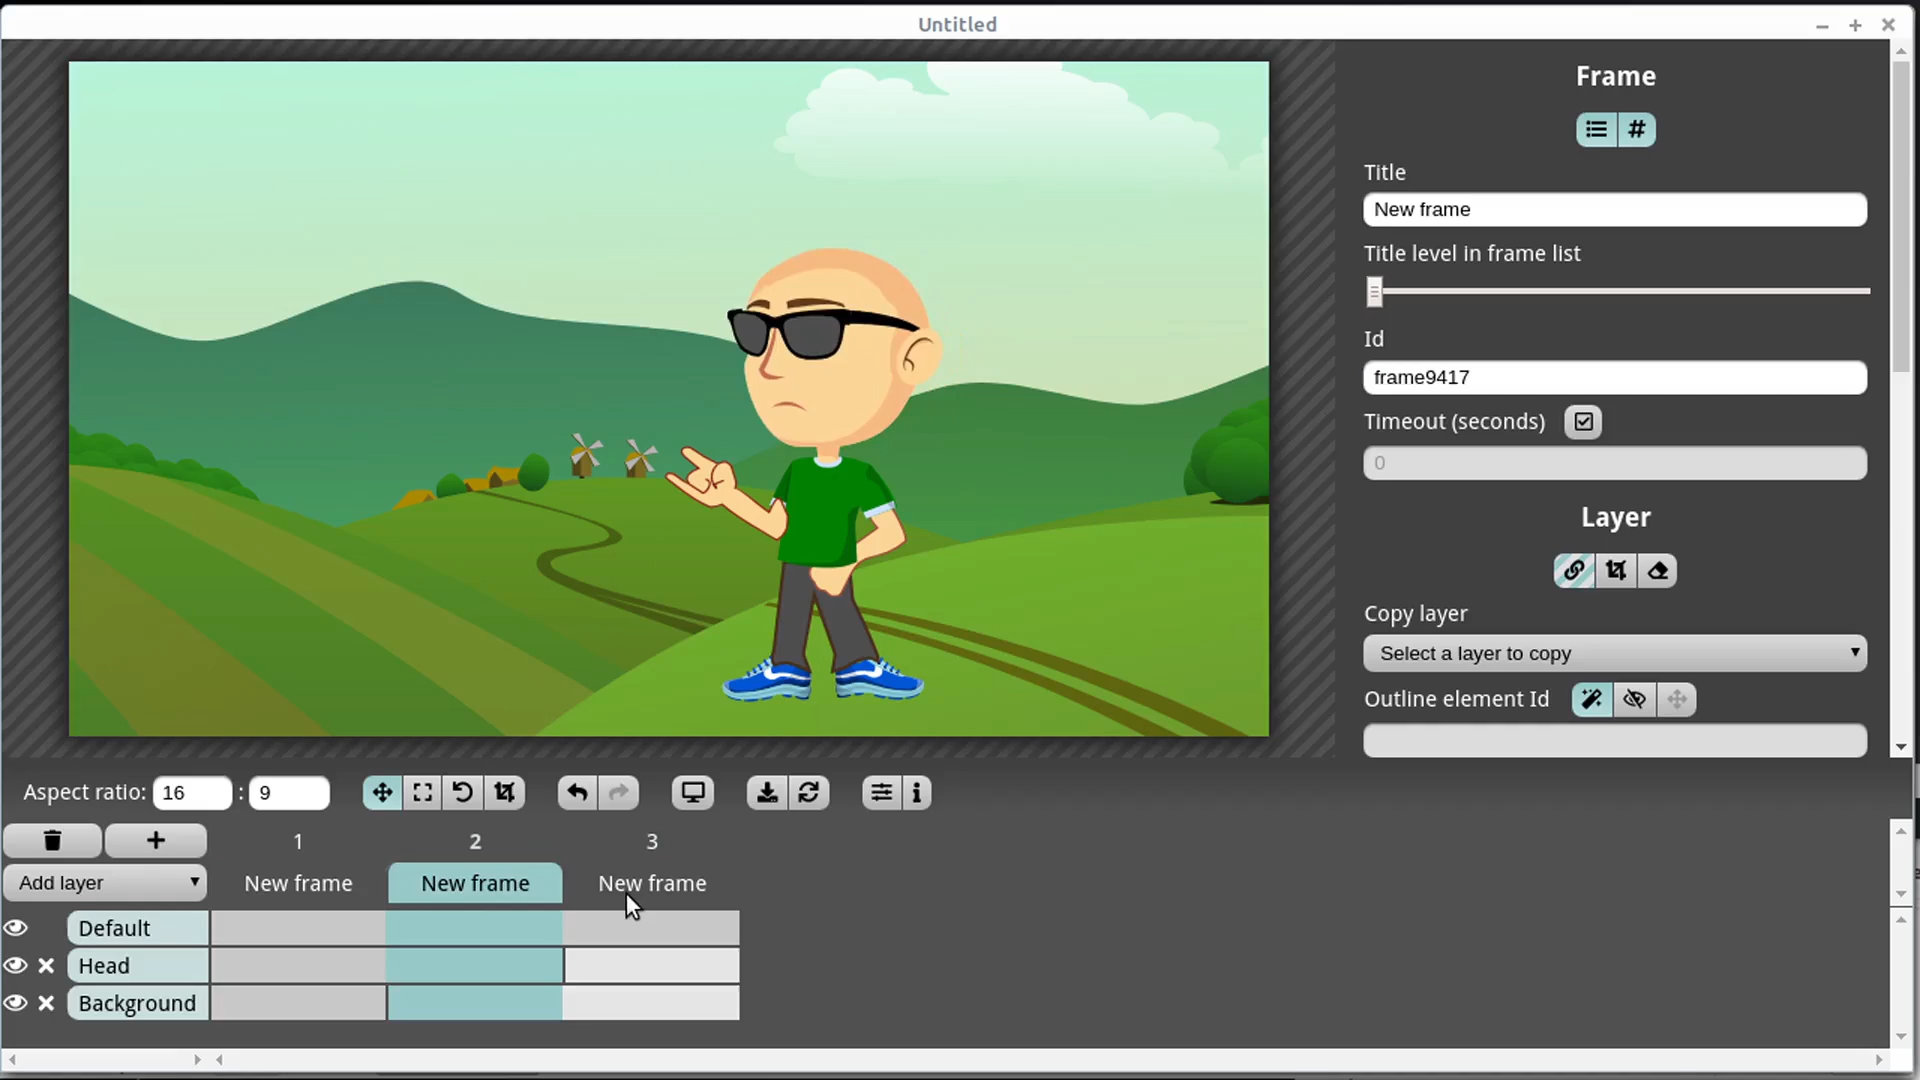 Untitled
Frame
Title
New frame
Title level in frame list
Id
frame9417
Timeout (seconds)
0
Layer
Copy layer
Select a layer to copy
Outline element Id
Aspect ratio: 16 : 9
1 2 3
Add layer New frame New frame New frame
Default
Head
Background